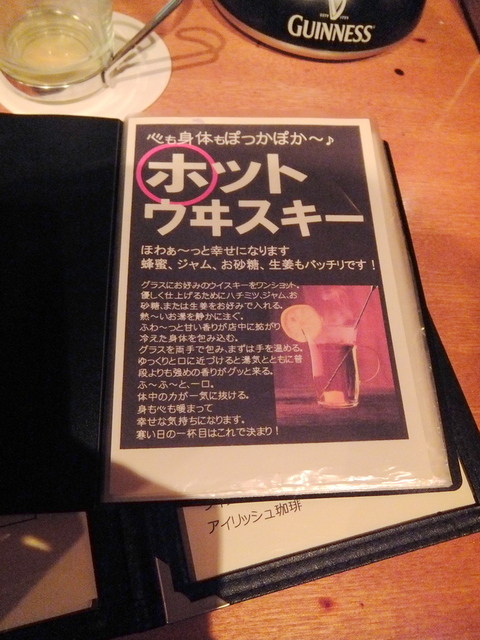 GUINNESS
心も身体もぽっかぽか〜♪
ホット
ウヰスキー
ほわぁ〜っと幸せになります
蜂蜜、ジャム、お砂糖、生姜もバッチリです！
グラスにお好みのウイスキーをワンショット。
優しく仕上げるためにハチミツ、ジャム、お
砂糖、または生姜をお好みで入れる。
熱〜いお湯を静かに注ぐ。
ふわ〜っと甘い香りが店中に拡がり
冷えた身体を包み込む。
グラスを両手で包み、まずは手を温める。
ゆっくりと口に近づけると湯気とともに普
段よりも強めの香りがグッと来る。
ふ〜ふ〜と、一口。
体中の力が一気に抜ける。
身も心も暖まって
幸せな気持ちになります。
寒い日の一杯目はこれで決まり！
アイリッシュ珈琲